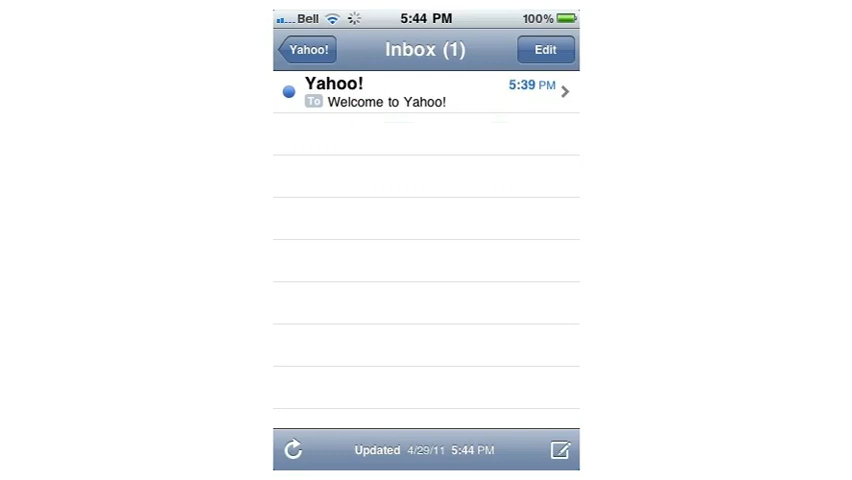 Bell 5:44 PM 100%
Yahoo! Inbox (1) Edit
Yahoo! 5:39 PM
To Welcome to Yahoo!
Updated 4/29/11 5:44 PM